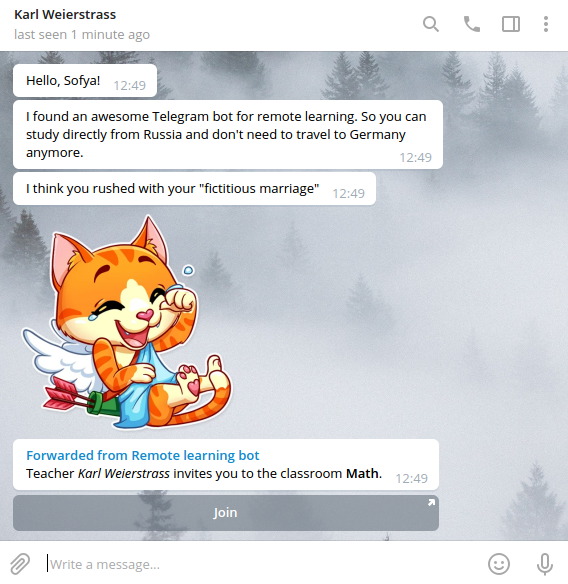 Karl Weierstrass
last seen 1 minute ago
Hello, Sofya!
12:49
I found an awesome Telegram bot for remote learning. So you can
study directly from Russia and don't need to travel to Germany
anymore.
12:49
I think you rushed with your "fictitious marriage"
12:49
Forwarded from Remote learning bot
Teacher Karl Weierstrass invites you to the classroom Math.
12:49
Join
Write a message...